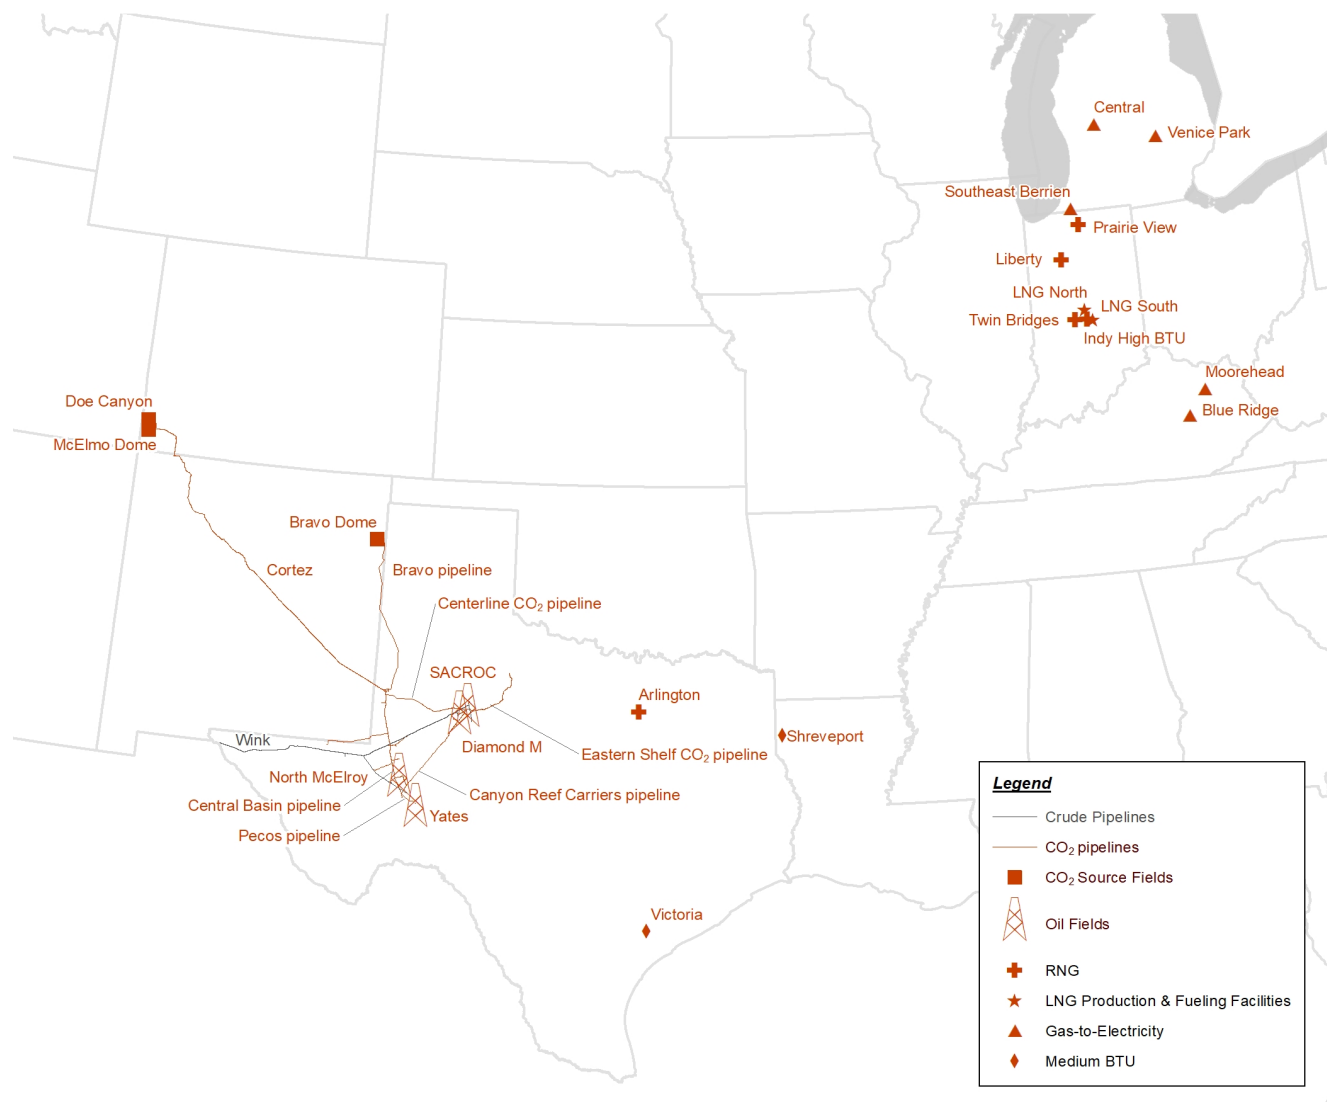 Central
Venice Park
Southeast Berrien
Prairie View
Liberty
LNG North
LNG South
Twin Bridges
Indy High BTU
Moorehead
Blue Ridge
Doe Canyon
McElmo Dome
Bravo Dome
Cortez
Bravo pipeline
Centerline CO₂ pipeline
SACROC
Arlington
Wink
Diamond M
Shreveport
Eastern Shelf CO₂ pipeline
North McElroy
Canyon Reef Carriers pipeline
Central Basin pipeline
Yates
Pecos pipeline
Victoria
Legend
Crude Pipelines
CO₂ pipelines
CO₂ Source Fields
Oil Fields
RNG
LNG Production & Fueling Facilities
Gas-to-Electricity
Medium BTU